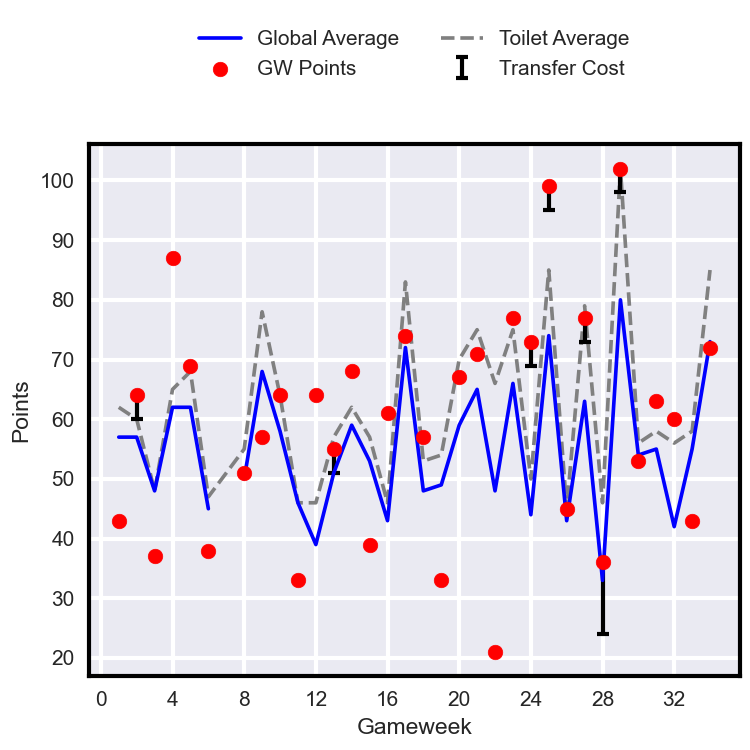 Global Average
Toilet Average
GW Points
Transfer Cost
100
90
80
70
60
50
40
30
20
Points
0 4 8 12 16 20 24 28 32
Gameweek